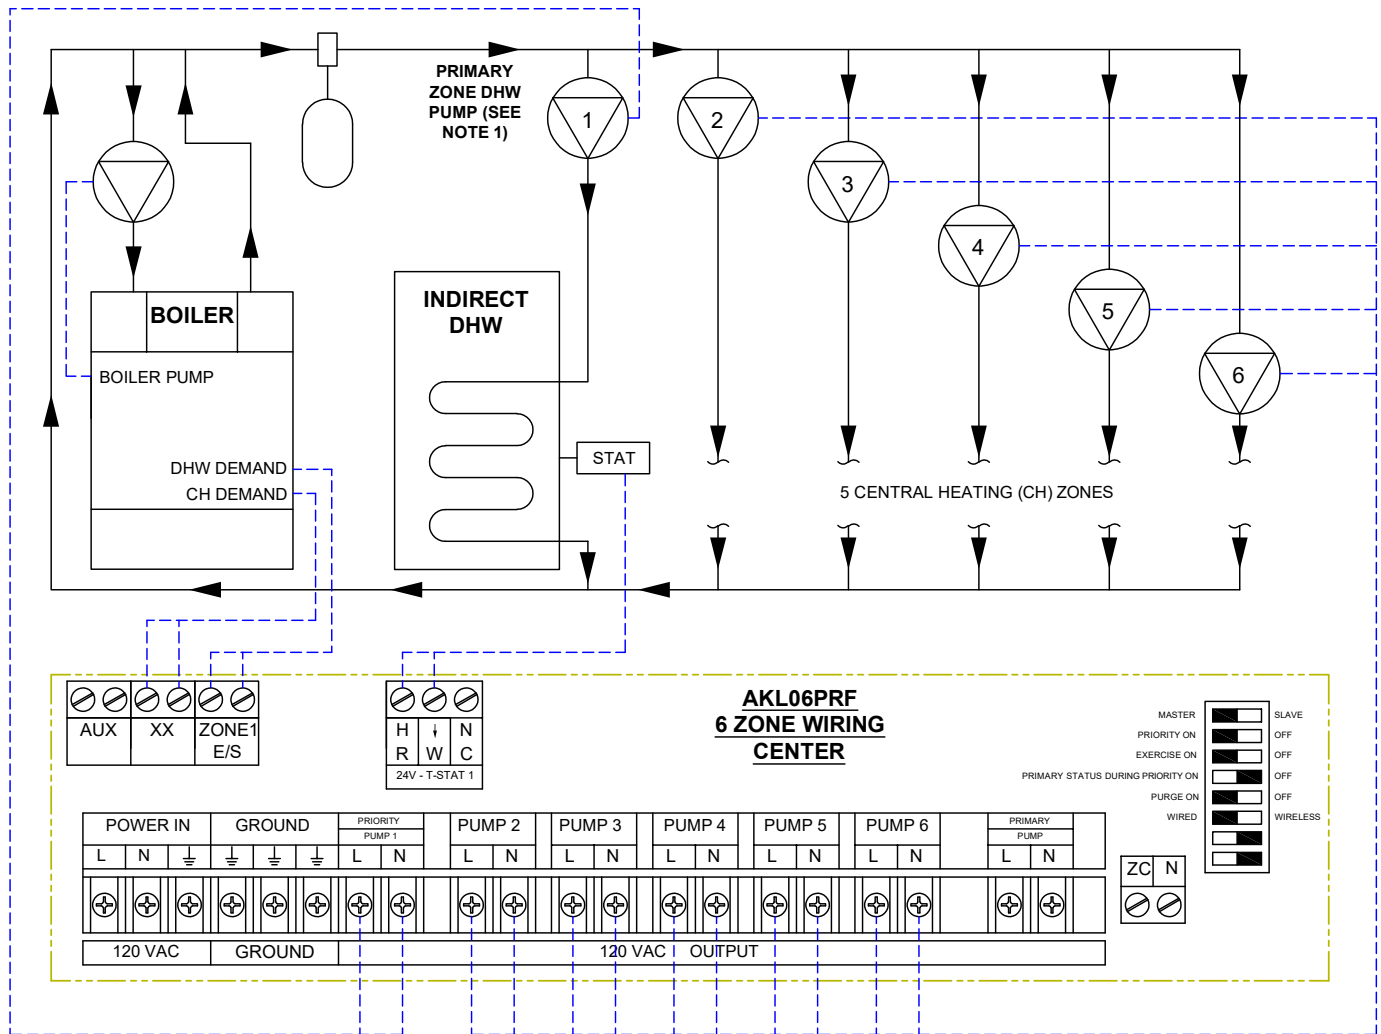 PRIMARY
ZONE DHW
PUMP (SEE
NOTE 1)
1
2
3
4
5
6
BOILER
BOILER PUMP
DHW DEMAND
CH DEMAND
INDIRECT
DHW
STAT
5 CENTRAL HEATING (CH) ZONES
AUX XX ZONE1
E/S
H N
R W C
24V - T-STAT 1
AKL06PRF
6 ZONE WIRING
CENTER
MASTER SLAVE
PRIORITY ON OFF
EXERCISE ON OFF
PRIMARY STATUS DURING PRIORITY ON OFF
PURGE ON OFF
WIRED WIRELESS
POWER IN GROUND PRIORITY PUMP 1 PUMP 2 PUMP 3 PUMP 4 PUMP 5 PUMP 6 PRIMARY PUMP
L N L N L N L N L N L N L N L N
ZC N
120 VAC GROUND 120 VAC OUTPUT